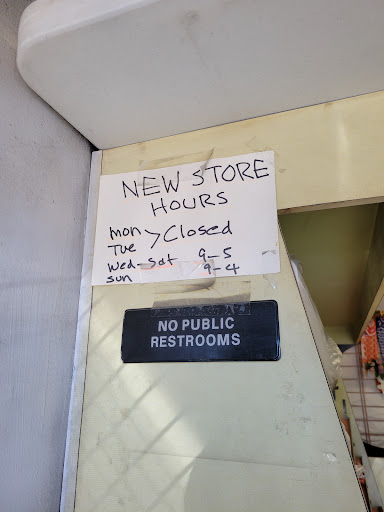 NEW STORE
HOURS
Mon
Tue > Closed
Wed-Sat 9-5
Sun 9-4
NO PUBLIC
RESTROOMS